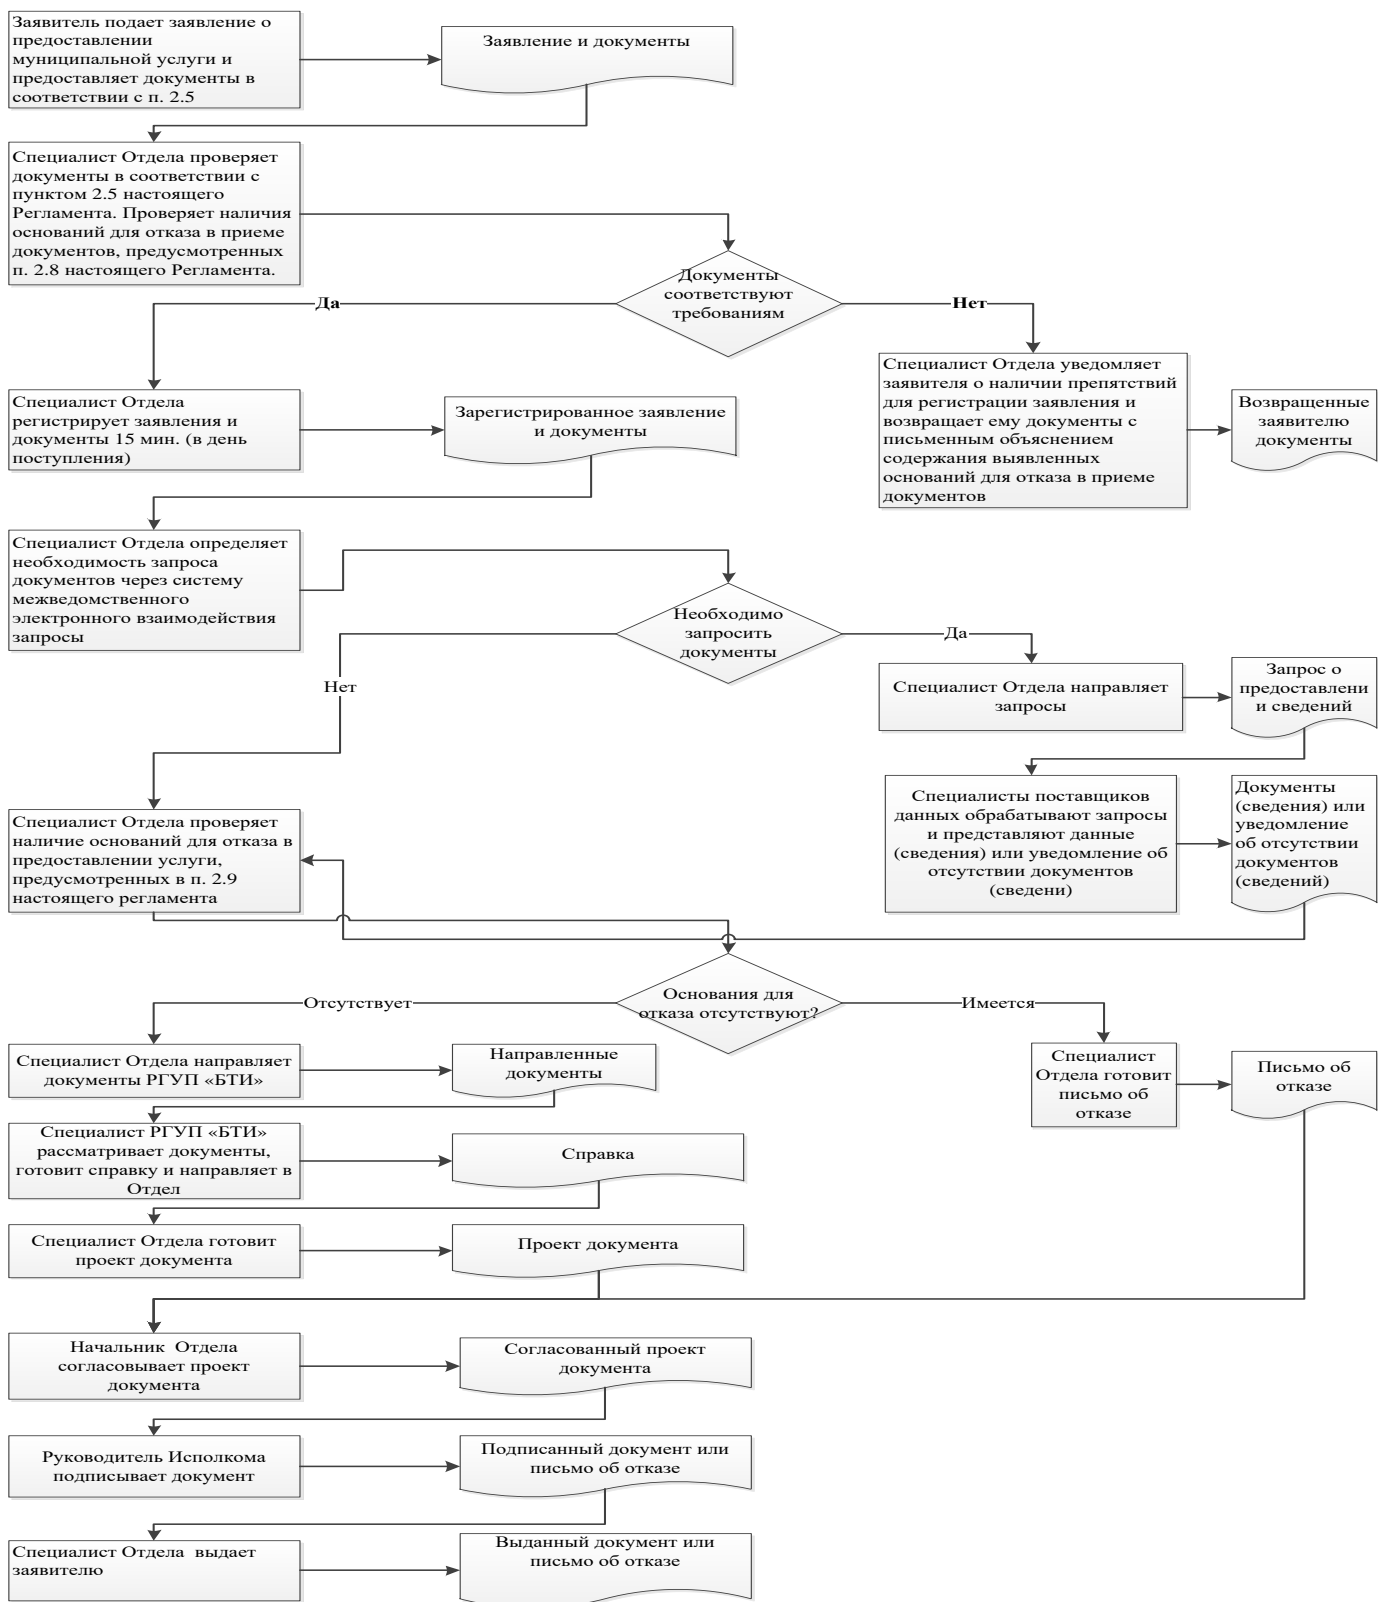 Заявитель подает заявление о
предоставлении
муниципальной услуги и
предоставляет документы в
соответствии с п. 2.5
Заявление и документы
Специалист Отдела проверяет
документы в соответствии с
пунктом 2.5 настоящего
Регламента. Проверяет наличия
оснований для отказа в приеме
документов, предусмотренных
п. 2.8 настоящего Регламента.
Документы
соответствуют
требованиям
Да
Нет
Специалист Отдела
регистрирует заявления и
документы 15 мин. (в день
поступления)
Зарегистрированное заявление
и документы
Специалист Отдела уведомляет
заявителя о наличии препятствий
для регистрации заявления и
возвращает ему документы с
письменным объяснением
содержания выявленных
оснований для отказа в приеме
документов
Возвращенные
заявителю
документы
Специалист Отдела определяет
необходимость запроса
документов через систему
межведомственного
электронного взаимодействия
запросы
Необходимо
запросить
документы
Да
Нет
Специалист Отдела направляет
запросы
Запрос о
предоставлени
и сведений
Специалисты поставщиков
данных обрабатывают запросы
и представляют данные
(сведения) или уведомление об
отсутствии документов
(сведени)
Документы
(сведения) или
уведомление
об отсутствии
документов
(сведений)
Специалист Отдела проверяет
наличие оснований для отказа в
предоставлении услуги,
предусмотренных в п. 2.9
настоящего регламента
Основания для
отказа отсутствуют?
Отсутствует
Имеется
Специалист Отдела направляет
документы РГУП «БТИ»
Направленные
документы
Специалист
Отдела готовит
письмо об
отказе
Письмо об
отказе
Специалист РГУП «БТИ»
рассматривает документы,
готовит справку и направляет в
Отдел
Справка
Специалист Отдела готовит
проект документа
Проект документа
Начальник  Отдела
согласовывает проект
документа
Согласованный проект
документа
Руководитель Исполкома
подписывает документ
Подписанный документ или
письмо об отказе
Специалист Отдела  выдает
заявителю
Выданный документ или
письмо об отказе